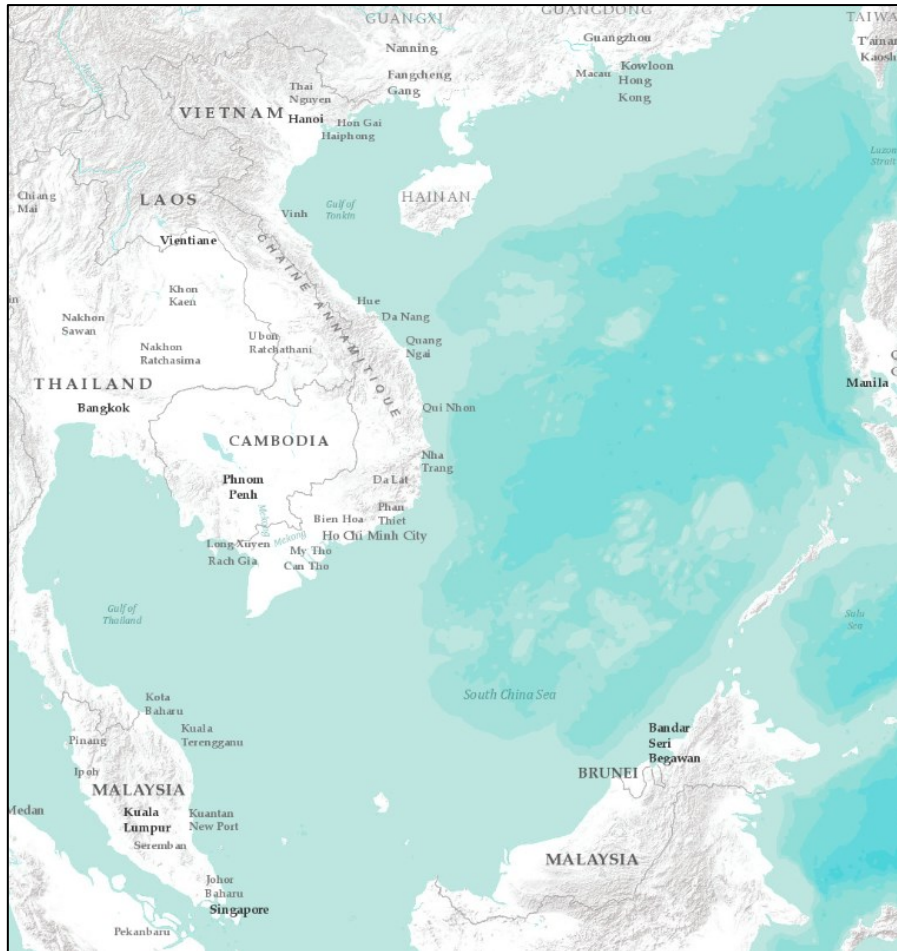 GUANGXI
GUANGDONG
TAIWA
Nanning
Guangzhou
T'ainan
Kaosh
Fangcheng
Gang
Macau
Kowloon
Hong
Kong
Mekong
Thai
Nguyen
VIETNAM
Hanoi
Hon Gai
Haiphong
Luzon
Strait
Chiang
Mai
LAOS
HAINAN
Gulf of
Tonkin
Vinh
Vientiane
CHAÎNE ANNAMITIQUE
Khon
Kaen
Hue
Nakhon
Sawan
Da Nang
Ubon
Ratchathani
Nakhon
Ratchasima
Quang
Ngai
THAILAND
Manila
Bangkok
Qui Nhon
CAMBODIA
Nha
Trang
Phnom
Penh
Da Lat
Phan
Thiet
Mekong
Bien Hoa
Ho Chi Minh City
Mekong
Long Xuyen
My Tho
Rach Gia
Can Tho
Gulf of
Thailand
Sulu
Sea
South China Sea
Kota
Baharu
Kuala
Terengganu
Bandar
Seri
Begawan
Pinang
Ipoh
BRUNEI
MALAYSIA
Medan
Kuala
Lumpur
Kuantan
New Port
Seremban
MALAYSIA
Johor
Baharu
Singapore
Pekanbaru